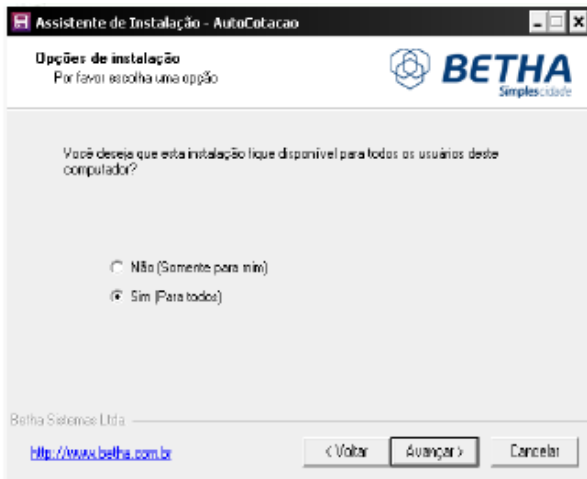 Assistente de Instalação - AutoCotacao
Opções de instalação
Por favor escolha uma opção
BETHA
Simplescidade
Você deseja que esta instalação fique disponível para todos os usuários deste
computador?
Não (Somente para mim)
Sim (Para todos)
Betha Sistemas Ltda
http://www.betha.com.br
< Voltar
Avançar >
Cancelar